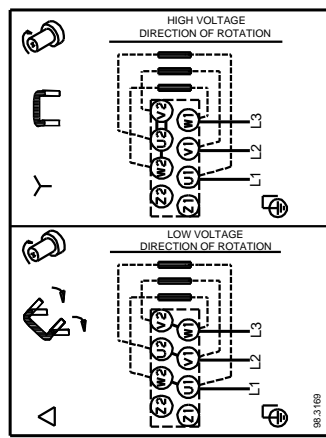 HIGH VOLTAGE
DIRECTION OF ROTATION
V2
U2
W2
Z2
W1
V1
U1
Z1
L3
L2
L1
LOW VOLTAGE
DIRECTION OF ROTATION
V2
U2
W2
Z2
W1
V1
U1
Z1
L3
L2
L1
98.3169